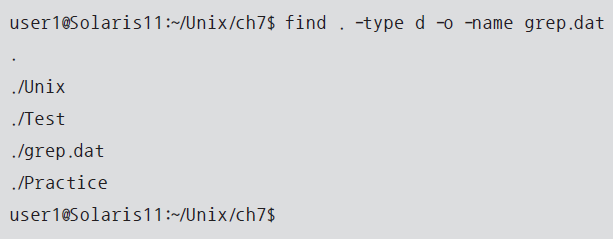 user1@Solaris11:~/Unix/ch7$ find . -type d -o -name grep.dat
.
./Unix
./Test
./grep.dat
./Practice
user1@Solaris11:~/Unix/ch7$